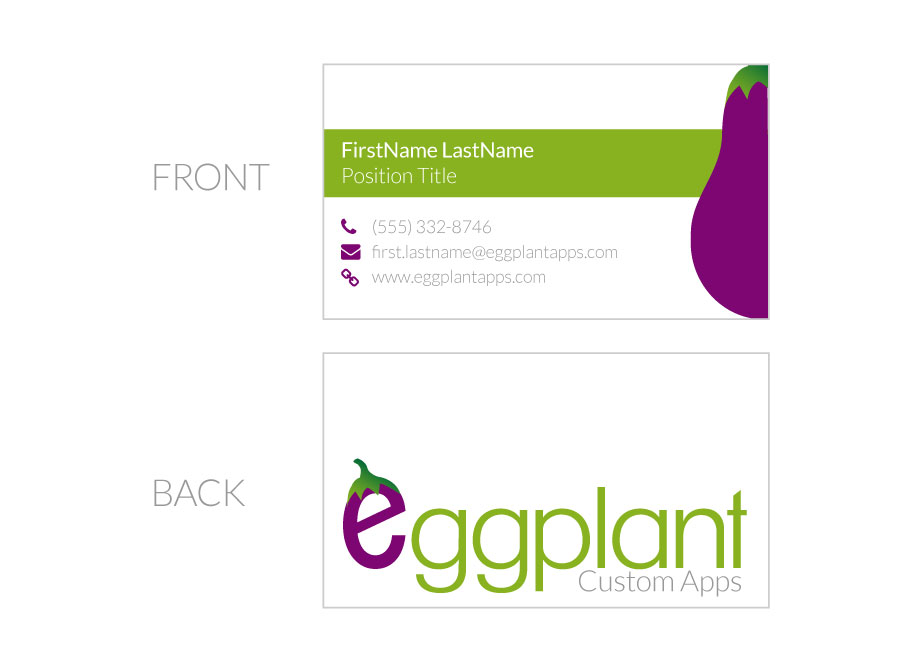 FRONT
FirstName LastName
Position Title
(555) 332-8746
first.lastname@eggplantapps.com
www.eggplantapps.com
BACK
eggplant
Custom Apps